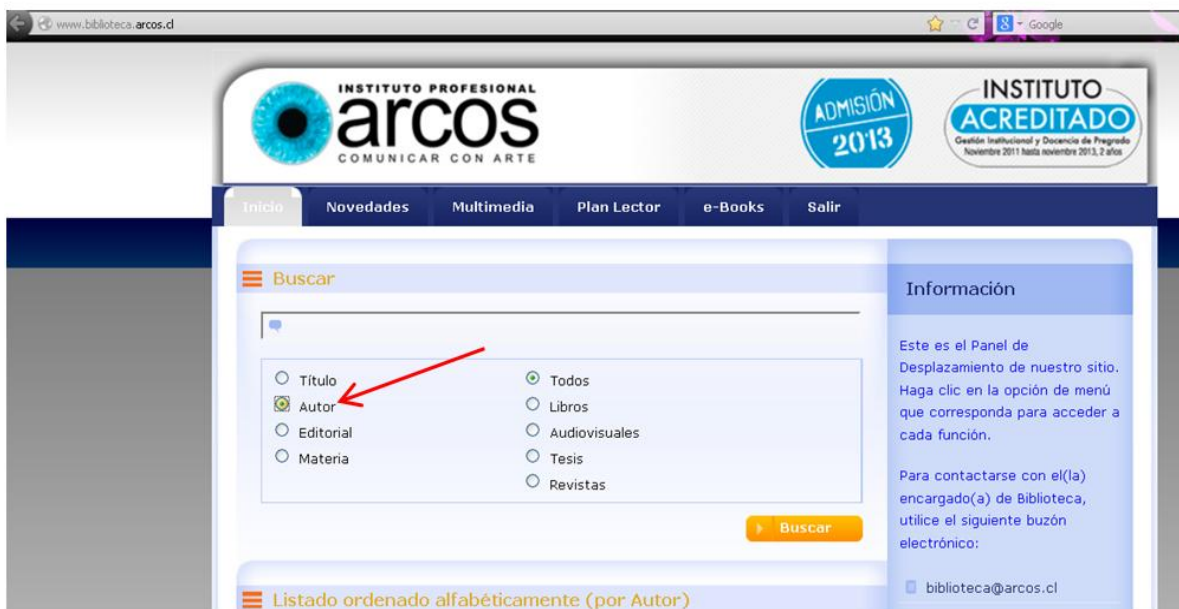 www.biblioteca.arcos.cl
Google
INSTITUTO PROFESIONAL
arcos
COMUNICAR CON ARTE
ADMISIÓN
2013
INSTITUTO
ACREDITADO
Gestión Institucional y Docencia de Pregrado
Noviembre 2011 hasta noviembre 2013, 2 años
Inicio Novedades Multimedia Plan Lector e-Books Salir
Buscar
Título
Autor
Editorial
Materia
Todos
Libros
Audiovisuales
Tesis
Revistas
Buscar
Listado ordenado alfabéticamente (por Autor)
Información
Este es el Panel de
Desplazamiento de nuestro sitio.
Haga clic en la opción de menú
que corresponda para acceder a
cada función.
Para contactarse con el(la)
encargado(a) de Biblioteca,
utilice el siguiente buzón
electrónico:
biblioteca@arcos.cl